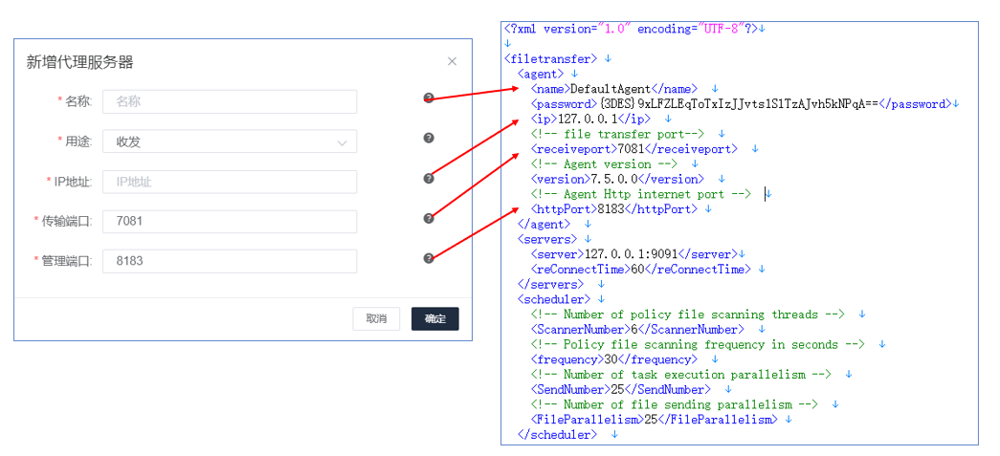 新增代理服务器
* 名称: 名称
* 用途: 收发
* IP地址: IP地址
* 传输端口: 7081
* 管理端口: 8183
取消 确定
<?xml version="1.0" encoding="UTF-8"?>↓
↓
<filetransfer> ↓
<agent> ↓
<name>DefaultAgent</name> ↓
<password>{3DES}9xLFZLEqToTxIzJJvts1S1TzAJvh5kNPqA==</password>↓
<ip>127.0.0.1</ip> ↓
<!-- file transfer port--> ↓
<receiveport>7081</receiveport> ↓
<!-- Agent version --> ↓
<version>7.5.0.0</version> ↓
<!-- Agent Http internet port --> ↓
<httpPort>8183</httpPort> ↓
</agent> ↓
<servers> ↓
<server>127.0.0.1:9091</server>↓
<reConnectTime>60</reConnectTime> ↓
</servers> ↓
<scheduler> ↓
<!-- Number of policy file scanning threads --> ↓
<ScannerNumber>6</ScannerNumber> ↓
<!-- Policy file scanning frequency in seconds --> ↓
<frequency>30</frequency> ↓
<!-- Number of task execution parallelism --> ↓
<SendNumber>25</SendNumber> ↓
<!-- Number of file sending parallelism --> ↓
<FileParallelism>25</FileParallelism> ↓
</scheduler> ↓